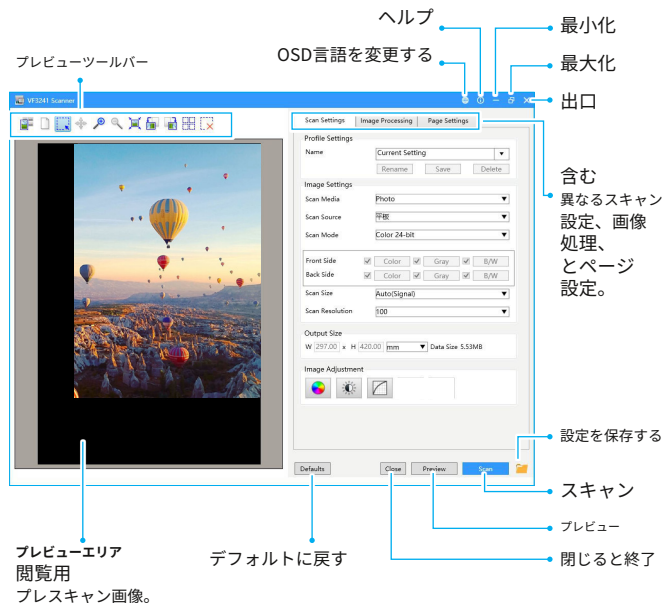 ヘルプ
最小化
OSD言語を変更する
プレビューツールバー
最大化
出口
VF3241 Scanner
Scan Settings
Image Processing
Page Settings
Profile Settings
Name
Current Setting
Rename
Save
Delete
Image Settings
Scan Media
Photo
Scan Source
平板
Scan Mode
Color 24-bit
Front Side
Color
Gray
B/W
Back Side
Color
Gray
B/W
Scan Size
Auto(Signal)
Scan Resolution
100
Output Size
W 297.00 x H 420.00 mm Data Size 5.53MB
Image Adjustment
Defaults
Close
Preview
Scan
含む
異なるスキャン
設定、画像
処理、
とページ
設定。
設定を保存する
スキャン
プレビュー
閉じると終了
デフォルトに戻す
プレビューエリア
閲覧用
プレスキャン画像。